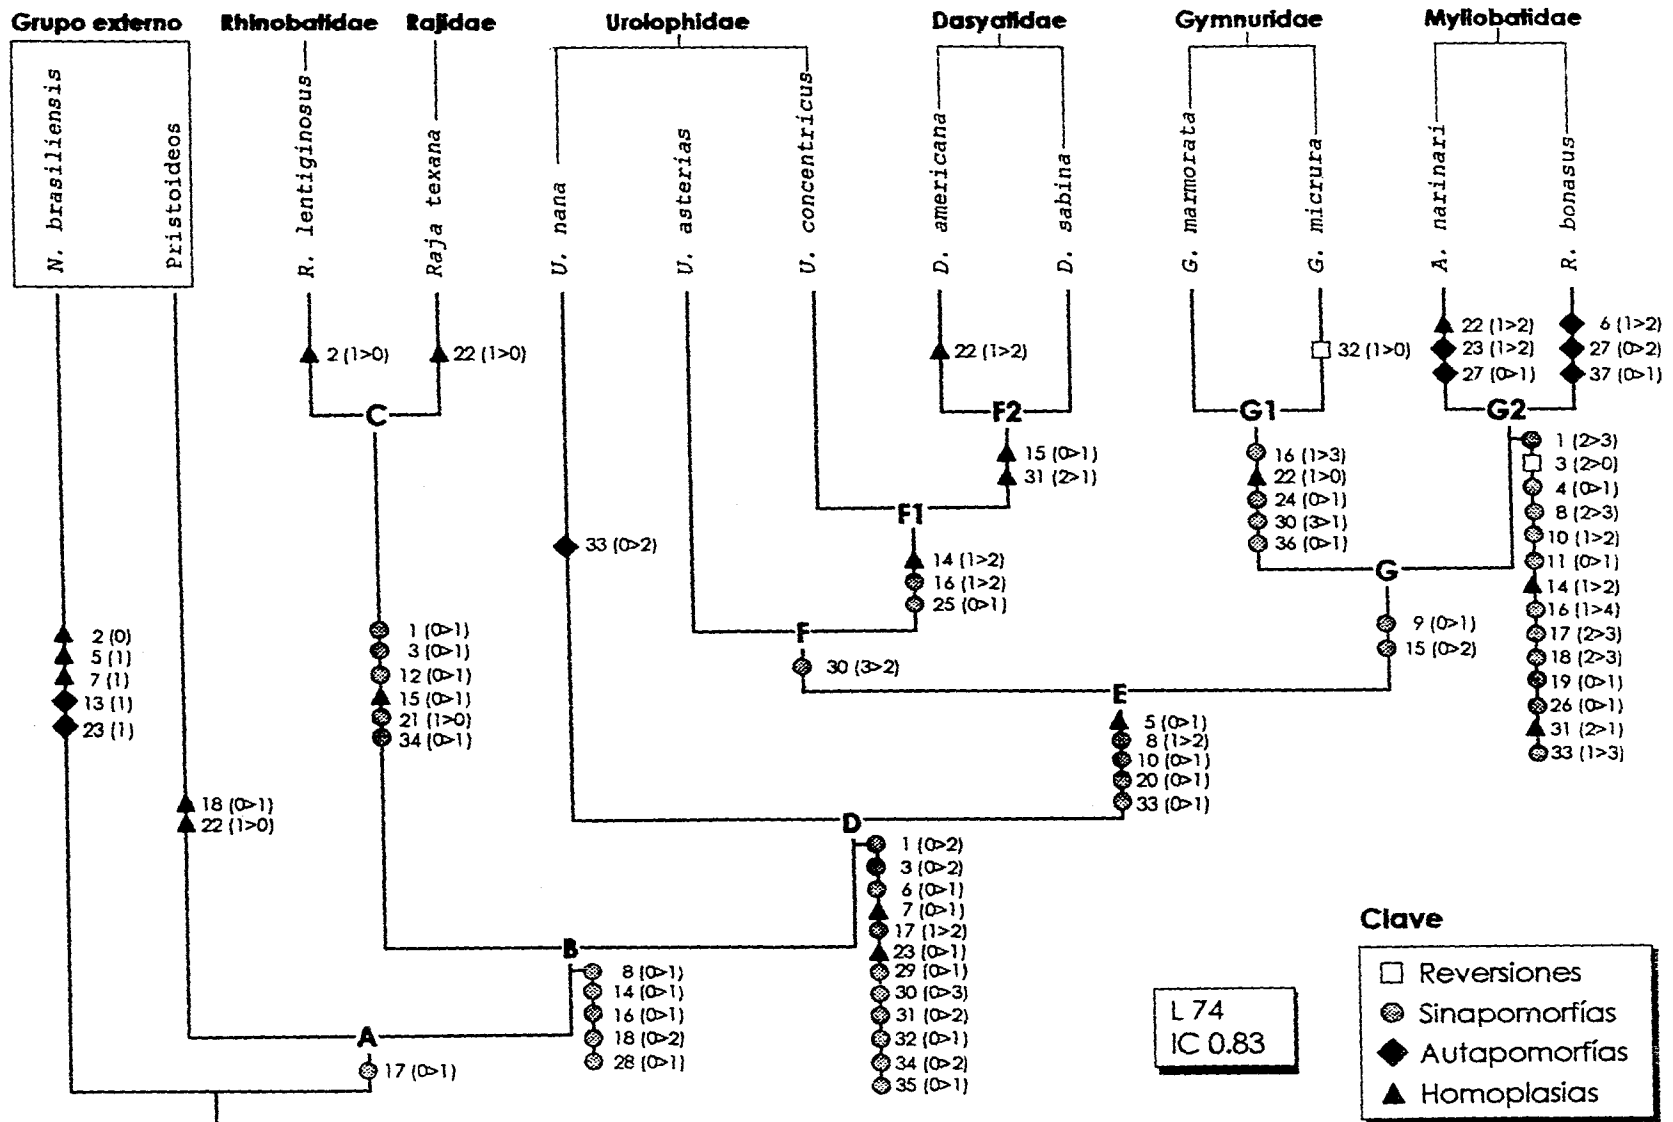 Grupo externo
Rhinobatidae
Rajidae
Urolophidae
Dasyatidae
Gymnuridae
Myliobatidae
N. brasiliensis
Pristoideos
R. lentiginosus
Raja texana
U. nana
U. asterias
U. concentricus
D. americana
D. sabina
G. marmorata
G. micrura
A. narinari
R. bonasus
2 (0)
5 (1)
7 (1)
13 (1)
23 (1)
18 (0>1)
22 (1>0)
2 (1>0)
22 (1>0)
C
1 (0>1)
3 (0>1)
12 (0>1)
15 (0>1)
21 (1>0)
34 (0>1)
33 (0>2)
22 (1>2)
F2
15 (0>1)
31 (2>1)
F1
14 (1>2)
16 (1>2)
25 (0>1)
F
30 (3>2)
32 (1>0)
G1
16 (1>3)
22 (1>0)
24 (0>1)
30 (3>1)
36 (0>1)
22 (1>2)
23 (1>2)
27 (0>1)
6 (1>2)
27 (0>2)
37 (0>1)
G2
1 (2>3)
3 (2>0)
4 (0>1)
8 (2>3)
10 (1>2)
11 (0>1)
14 (1>2)
16 (1>4)
17 (2>3)
18 (2>3)
19 (0>1)
26 (0>1)
31 (2>1)
33 (1>3)
G
9 (0>1)
15 (0>2)
E
5 (0>1)
8 (1>2)
10 (0>1)
20 (0>1)
33 (0>1)
D
1 (0>2)
3 (0>2)
6 (0>1)
7 (0>1)
17 (1>2)
23 (0>1)
29 (0>1)
30 (0>3)
31 (0>2)
32 (0>1)
34 (0>2)
35 (0>1)
B
8 (0>1)
14 (0>1)
16 (0>1)
18 (0>2)
28 (0>1)
A
17 (0>1)
L 74
IC 0.83
Clave
Reversiones
Sinapomorfías
Autapomorfías
Homoplasias